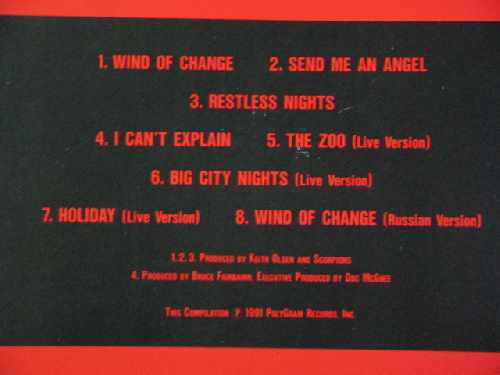 1. WIND OF CHANGE 2. SEND ME AN ANGEL
3. RESTLESS NIGHTS
4. I CAN'T EXPLAIN 5. THE ZOO (Live Version)
6. BIG CITY NIGHTS (Live Version)
7. HOLIDAY (Live Version) 8. WIND OF CHANGE (Russian Version)
1, 2, 3. PRODUCED BY KEITH OLSEN AND SCORPIONS
4. PRODUCED BY BRUCE FAIRBAIRN. EXECUTIVE PRODUCED BY DOC MCGHEE
THIS COMPILATION ℗ 1991 POLYGRAM RECORDS, INC.